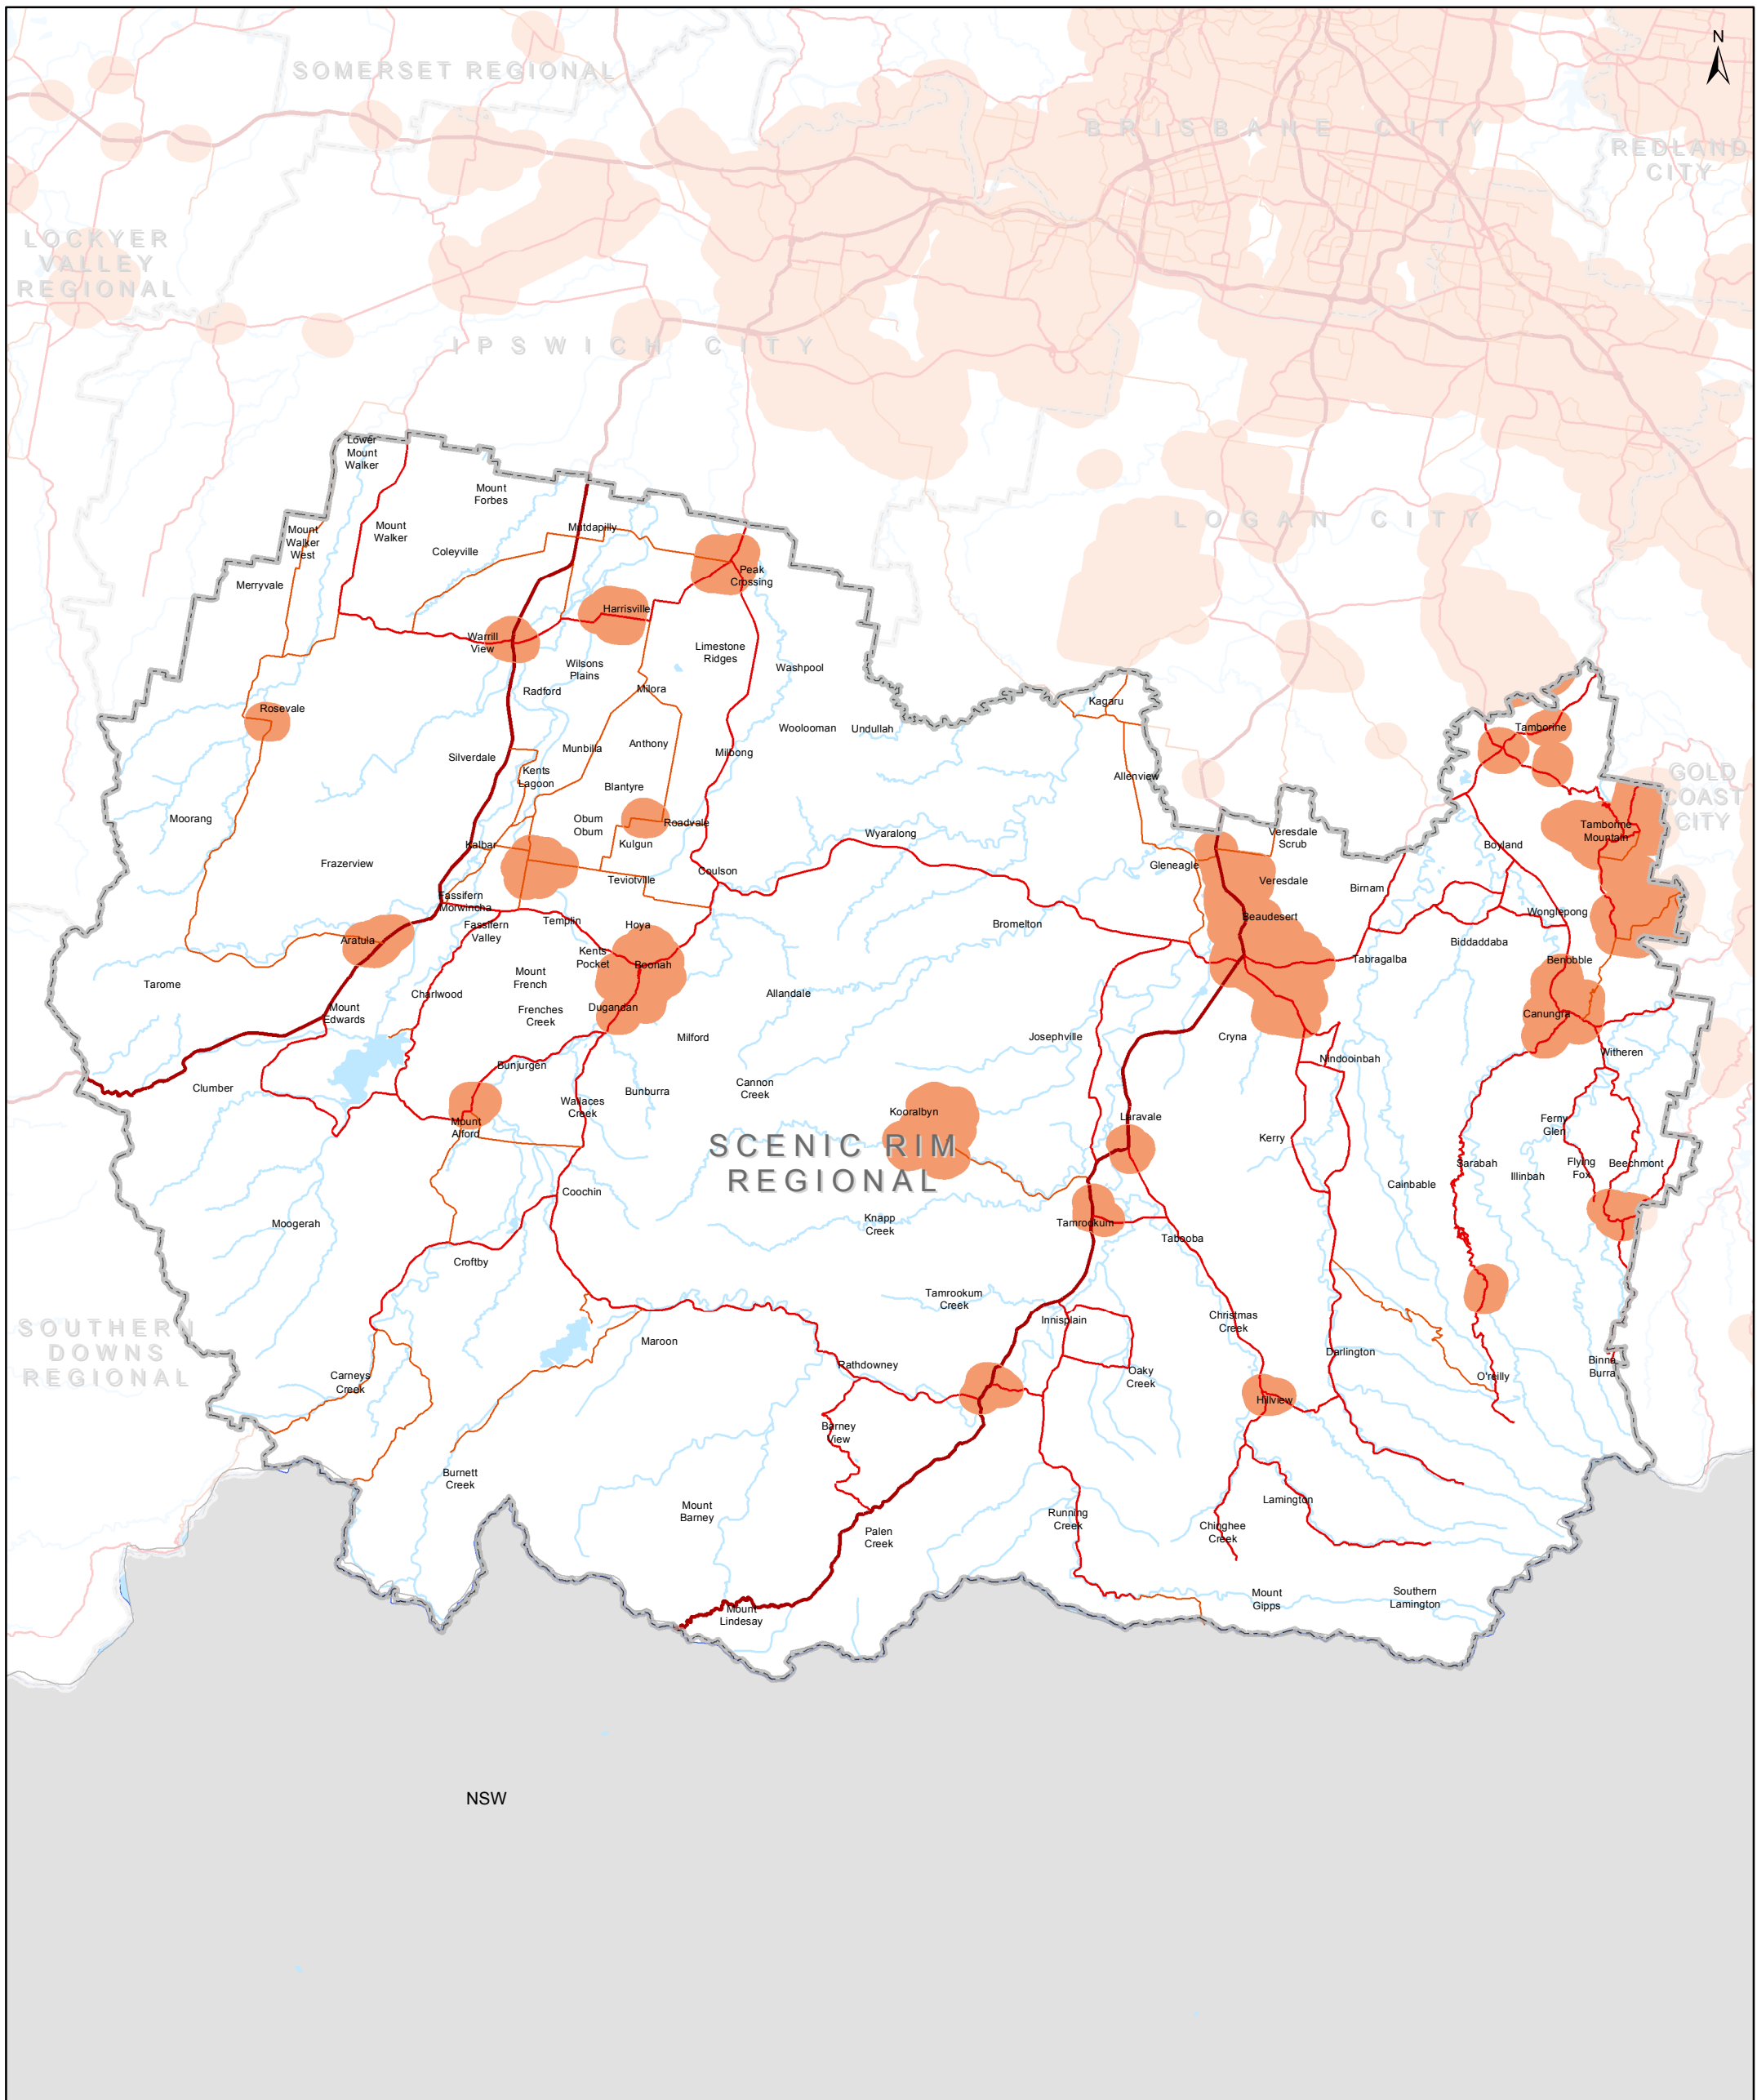 N
SOMERSET REGIONAL
BRISBANE CITY
REDLAND
CITY
LOCKYER
VALLEY
REGIONAL
IPSWICH CITY
LOGAN CITY
GOLD
COAST
CITY
Lower
Mount
Walker
Mount
Forbes
Mount
Walker
West
Mount
Walker
Mutdapilly
Coleyville
Merryvale
Peak
Crossing
Harrisville
Warrill
View
Limestone
Ridges
Washpool
Wilsons
Plains
Radford
Milora
Rosevale
Kagaru
Woolooman
Undullah
Tamborine
Munbilla
Anthony
Milbong
Silverdale
Kents
Lagoon
Allenview
Blantyre
Moorang
Obum
Obum
Roadvale
Wyaralong
Veresdale
Scrub
Tamborine
Mountain
Kalbar
Kulgun
Boyland
Frazerview
Gleneagle
Coulson
Teviotville
Veresdale
Birnam
Fassifern
Morwincha
Fassifern
Valley
Templin
Hoya
Bromelton
Beaudesert
Wonglepong
Aratula
Biddaddaba
Kents
Pocket
Boonah
Tabragalba
Benobble
Tarome
Mount
French
Allandale
Charlwood
Mount
Edwards
Frenches
Creek
Dugandan
Canungra
Milford
Josephville
Cryna
Nindooinbah
Witheren
Bunjurgen
Clumber
Cannon
Creek
Bunburra
Wallaces
Creek
Kooralbyn
Laravale
Mount
Alford
Ferny
Glen
SCENIC RIM
REGIONAL
Kerry
Sarabah
Flying
Fox
Beechmont
Illinbah
Cainbable
Coochin
Moogerah
Knapp
Creek
Tamrookum
Tabooba
Croftby
Tamrookum
Creek
Innisplain
Christmas
Creek
SOUTHERN
DOWNS
REGIONAL
Maroon
Darlington
Rathdowney
Oaky
Creek
Binna
Burra
Carneys
Creek
O'reilly
Hillview
Barney
View
Burnett
Creek
Lamington
Mount
Barney
Running
Creek
Chinghee
Creek
Palen
Creek
Mount
Gipps
Southern
Lamington
Mount
Lindesay
NSW